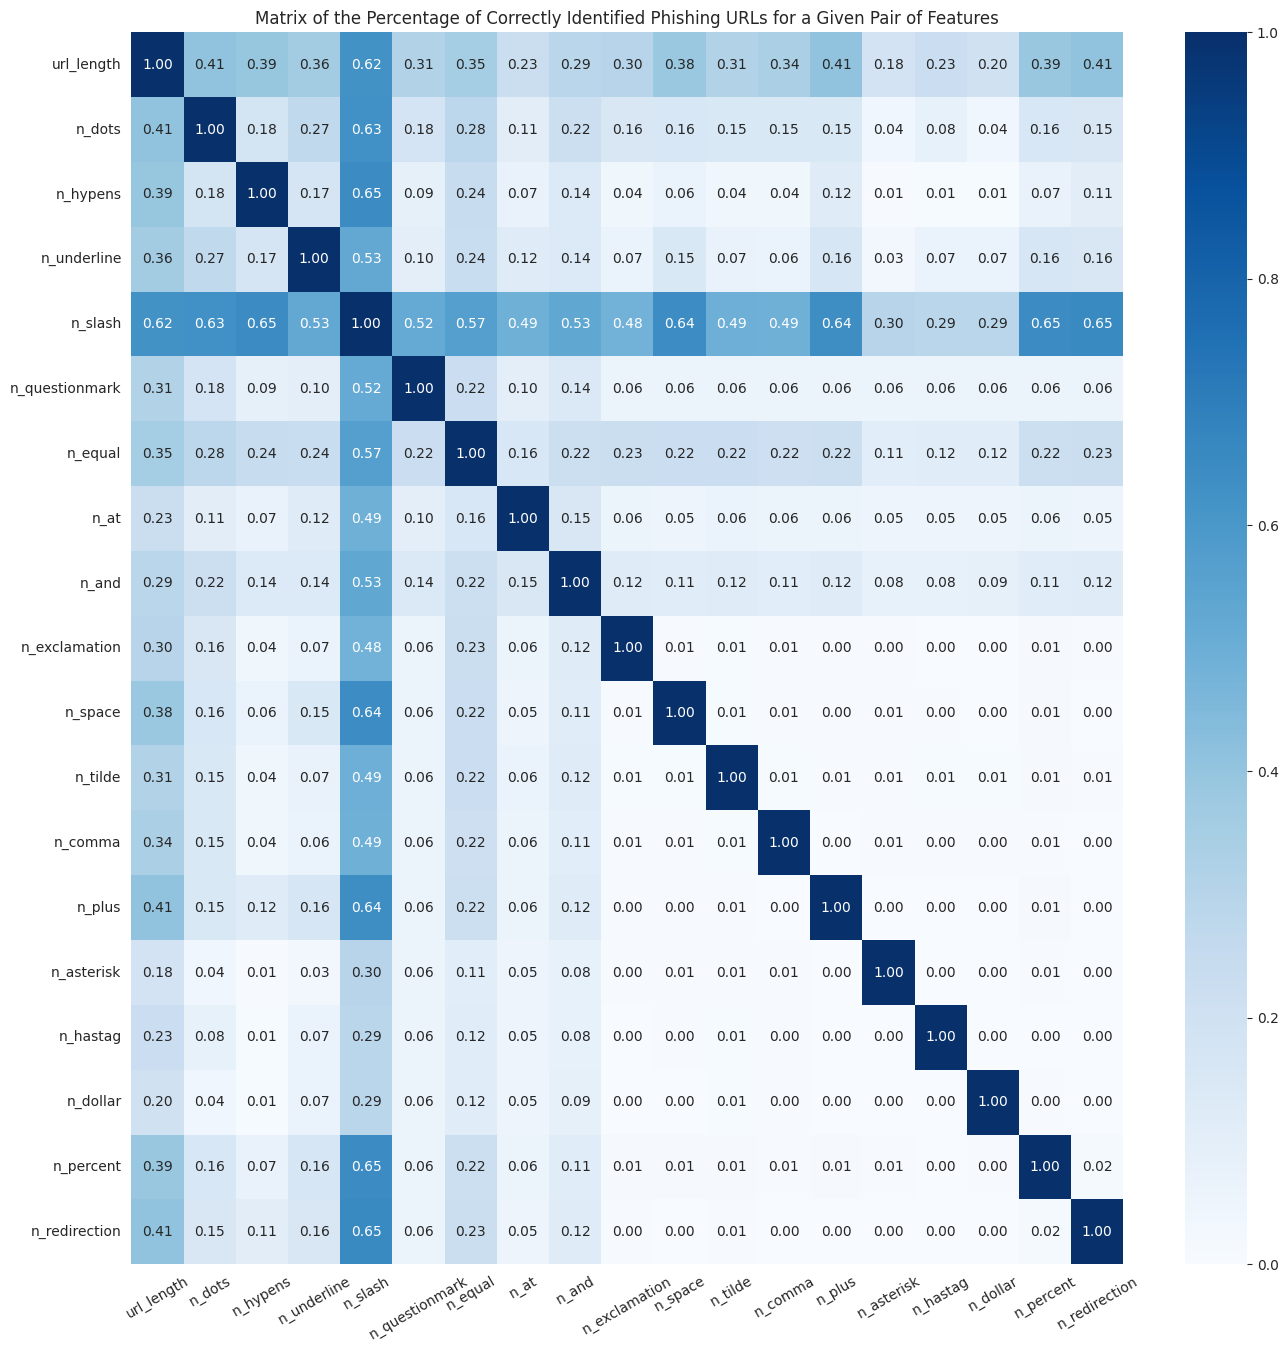 Matrix of the Percentage of Correctly Identified Phishing URLs for a Given Pair of Features
url_length 1.00 0.41 0.39 0.36 0.62 0.31 0.35 0.23 0.29 0.30 0.38 0.31 0.34 0.41 0.18 0.23 0.20 0.39 0.41
n_dots 0.41 1.00 0.18 0.27 0.63 0.18 0.28 0.11 0.22 0.16 0.16 0.15 0.15 0.15 0.04 0.08 0.04 0.16 0.15
n_hypens 0.39 0.18 1.00 0.17 0.65 0.09 0.24 0.07 0.14 0.04 0.06 0.04 0.04 0.12 0.01 0.01 0.01 0.07 0.11
n_underline 0.36 0.27 0.17 1.00 0.53 0.10 0.24 0.12 0.14 0.07 0.15 0.07 0.06 0.16 0.03 0.07 0.07 0.16 0.16
n_slash 0.62 0.63 0.65 0.53 1.00 0.52 0.57 0.49 0.53 0.48 0.64 0.49 0.49 0.64 0.30 0.29 0.29 0.65 0.65
n_questionmark 0.31 0.18 0.09 0.10 0.52 1.00 0.22 0.10 0.14 0.06 0.06 0.06 0.06 0.06 0.06 0.06 0.06 0.06 0.06
n_equal 0.35 0.28 0.24 0.24 0.57 0.22 1.00 0.16 0.22 0.23 0.22 0.22 0.22 0.22 0.11 0.12 0.12 0.22 0.23
n_at 0.23 0.11 0.07 0.12 0.49 0.10 0.16 1.00 0.15 0.06 0.05 0.06 0.06 0.06 0.05 0.05 0.05 0.06 0.05
n_and 0.29 0.22 0.14 0.14 0.53 0.14 0.22 0.15 1.00 0.12 0.11 0.12 0.11 0.12 0.08 0.08 0.09 0.11 0.12
n_exclamation 0.30 0.16 0.04 0.07 0.48 0.06 0.23 0.06 0.12 1.00 0.01 0.01 0.01 0.00 0.00 0.00 0.00 0.01 0.00
n_space 0.38 0.16 0.06 0.15 0.64 0.06 0.22 0.05 0.11 0.01 1.00 0.01 0.01 0.00 0.01 0.00 0.00 0.01 0.00
n_tilde 0.31 0.15 0.04 0.07 0.49 0.06 0.22 0.06 0.12 0.01 0.01 1.00 0.01 0.01 0.01 0.01 0.01 0.01 0.01
n_comma 0.34 0.15 0.04 0.06 0.49 0.06 0.22 0.06 0.11 0.01 0.01 0.01 1.00 0.00 0.01 0.00 0.00 0.01 0.00
n_plus 0.41 0.15 0.12 0.16 0.64 0.06 0.22 0.06 0.12 0.00 0.00 0.01 0.00 1.00 0.00 0.00 0.00 0.01 0.00
n_asterisk 0.18 0.04 0.01 0.03 0.30 0.06 0.11 0.05 0.08 0.00 0.01 0.01 0.01 0.00 1.00 0.00 0.00 0.01 0.00
n_hastag 0.23 0.08 0.01 0.07 0.29 0.06 0.12 0.05 0.08 0.00 0.00 0.01 0.00 0.00 0.00 1.00 0.00 0.00 0.00
n_dollar 0.20 0.04 0.01 0.07 0.29 0.06 0.12 0.05 0.09 0.00 0.00 0.01 0.00 0.00 0.00 0.00 1.00 0.00 0.00
n_percent 0.39 0.16 0.07 0.16 0.65 0.06 0.22 0.06 0.11 0.01 0.01 0.01 0.01 0.01 0.01 0.00 0.00 1.00 0.02
n_redirection 0.41 0.15 0.11 0.16 0.65 0.06 0.23 0.05 0.12 0.00 0.00 0.01 0.00 0.00 0.00 0.00 0.00 0.02 1.00
url_length n_dots n_hypens n_underline n_slash n_questionmark n_equal n_at n_and n_exclamation n_space n_tilde n_comma n_plus n_asterisk n_hastag n_dollar n_percent n_redirection
1.0
0.8
0.6
0.4
0.2
0.0